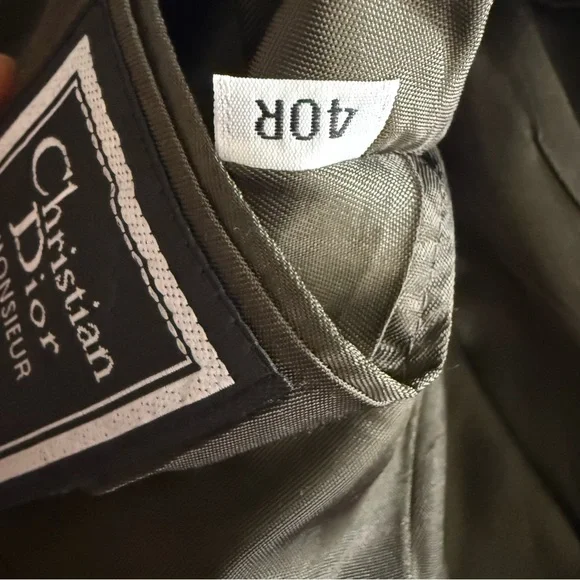 40R
Christian
Dior
MONSIEUR